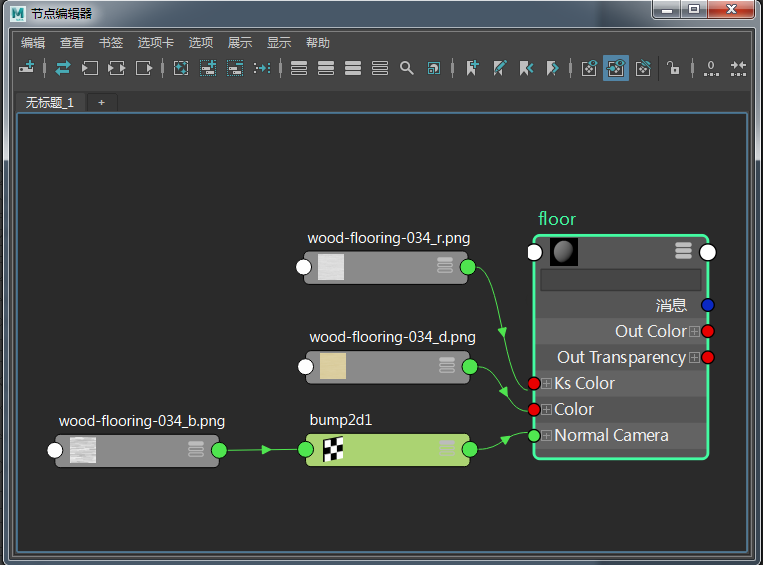 节点编辑器
编辑 查看 书签 选项卡 选项 展示 显示 帮助
0
无标题_1 +
floor
wood-flooring-034_r.png
消息
Out Color
wood-flooring-034_d.png
Out Transparency
Ks Color
Color
wood-flooring-034_b.png
bump2d1
Normal Camera